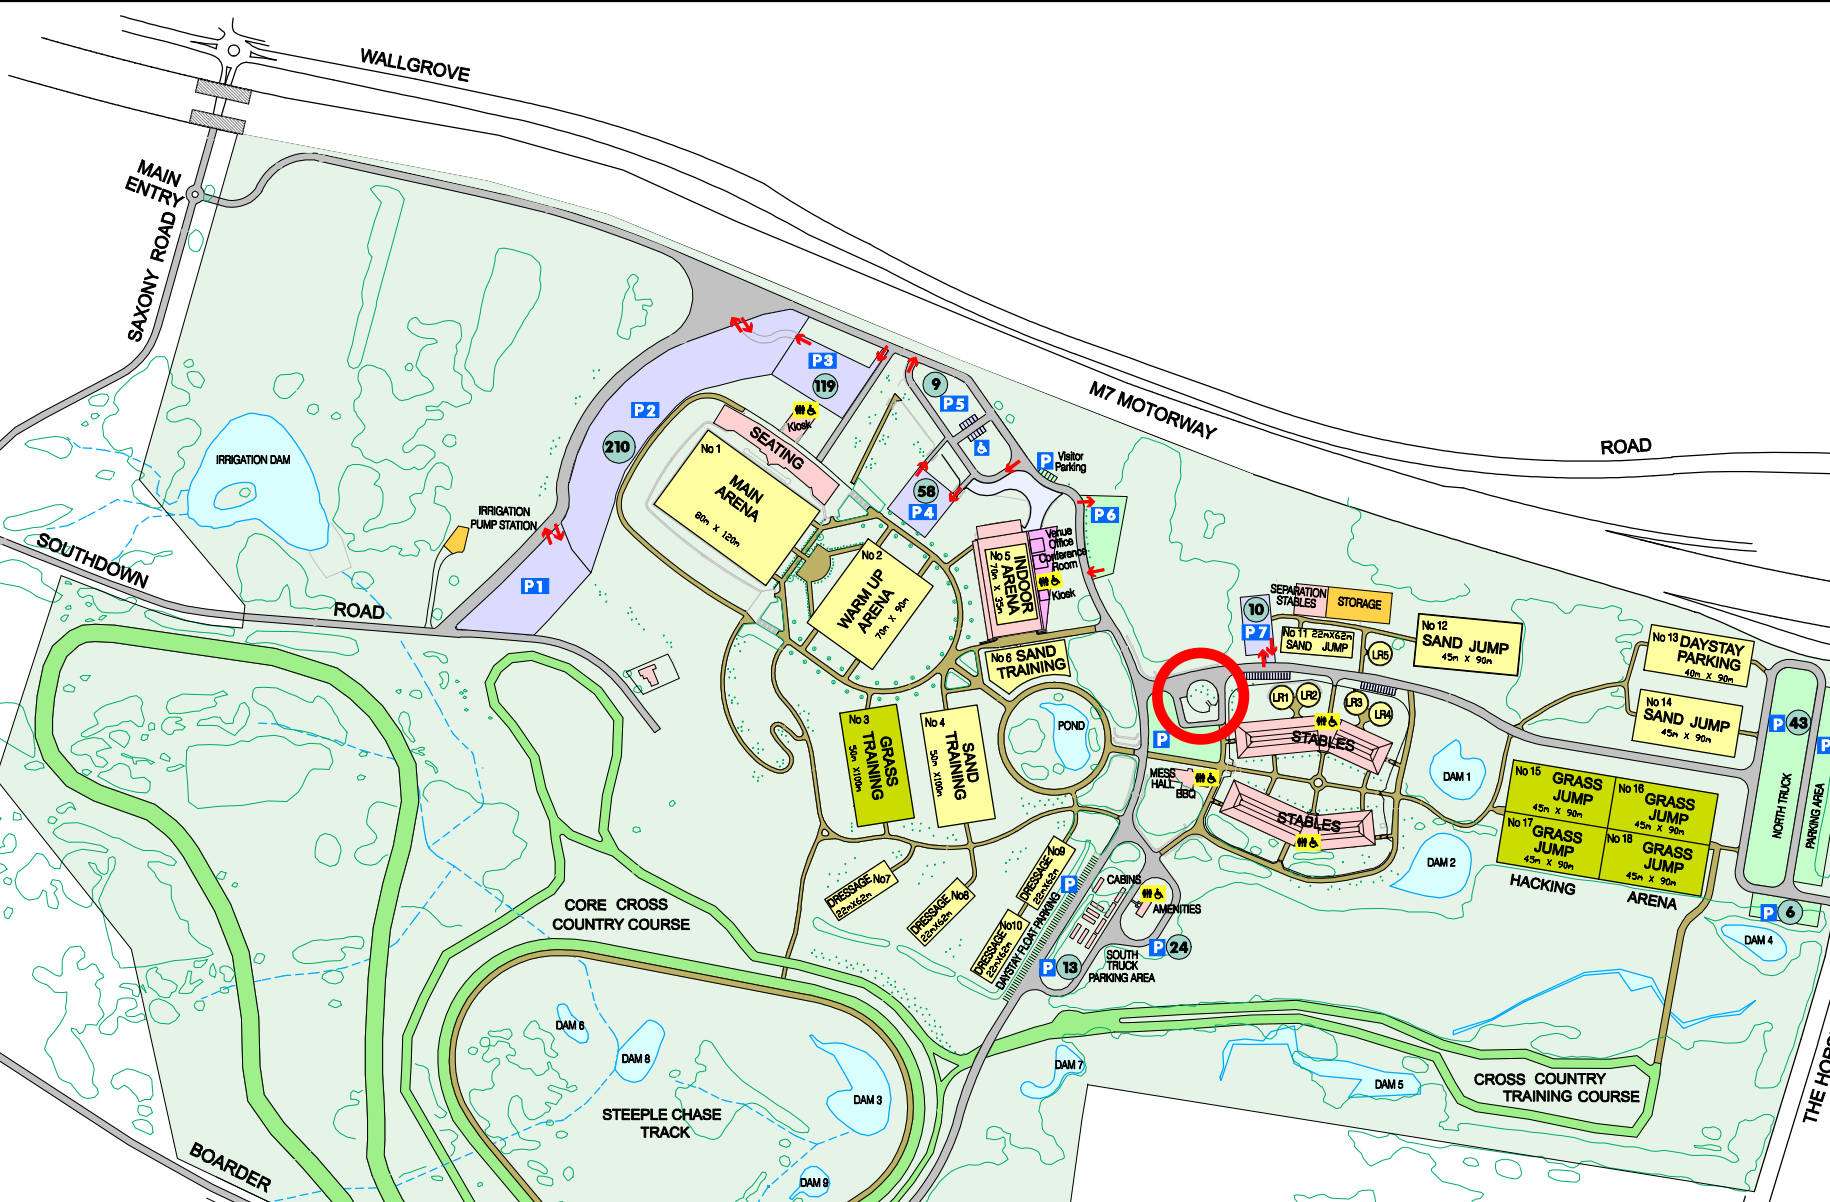 WALLGROVE
MAIN
ENTRY
SAXONY ROAD
M7 MOTORWAY
ROAD
P3
119
P2
210
9
P5
Kiosk
SEATING
No 1
MAIN
ARENA
80m X 120m
IRRIGATION DAM
IRRIGATION
PUMP STATION
SOUTHDOWN
ROAD
P1
58
P4
P
Visitor
Parking
P6
Venue
Office
Conference
Room
Kiosk
No 5
INDOOR
ARENA
70m X 35m
No 2
WARM UP
ARENA
70m X 90m
No 6 SAND
TRAINING
10
P7
SEPARATION
STABLES
STORAGE
No 11 22mX62m
SAND JUMP
LR5
No 12
SAND JUMP
45m X 90m
No 13 DAYSTAY
PARKING
40m X 90m
No 14
SAND JUMP
45m X 90m
LR1
LR2
LR3
LR4
STABLES
P
MESS
HALL
BBQ
STABLES
POND
No 3
GRASS
TRAINING
50m X100m
No 4
SAND
TRAINING
50m X100m
DAM 1
DAM 2
No 15
GRASS
JUMP
45m X 90m
No 16
GRASS
JUMP
45m X 90m
No 17
GRASS
JUMP
45m X 90m
No 18
GRASS
JUMP
45m X 90m
HACKING
ARENA
P
43
P
NORTH TRUCK
PARKING AREA
P
6
DAM 4
DRESSAGE No7
22mX62m
DRESSAGE No8
22mX62m
DRESSAGE No9
22mX62m
DRESSAGE No10
22mX62m
DAYSTAY FLOAT PARKING
P
CABINS
AMENITIES
P
24
P
13
SOUTH
TRUCK
PARKING AREA
CORE CROSS
COUNTRY COURSE
DAM 6
DAM 8
DAM 3
DAM 7
DAM 5
STEEPLE CHASE
TRACK
DAM 9
CROSS COUNTRY
TRAINING COURSE
BOARDER
THE HORS